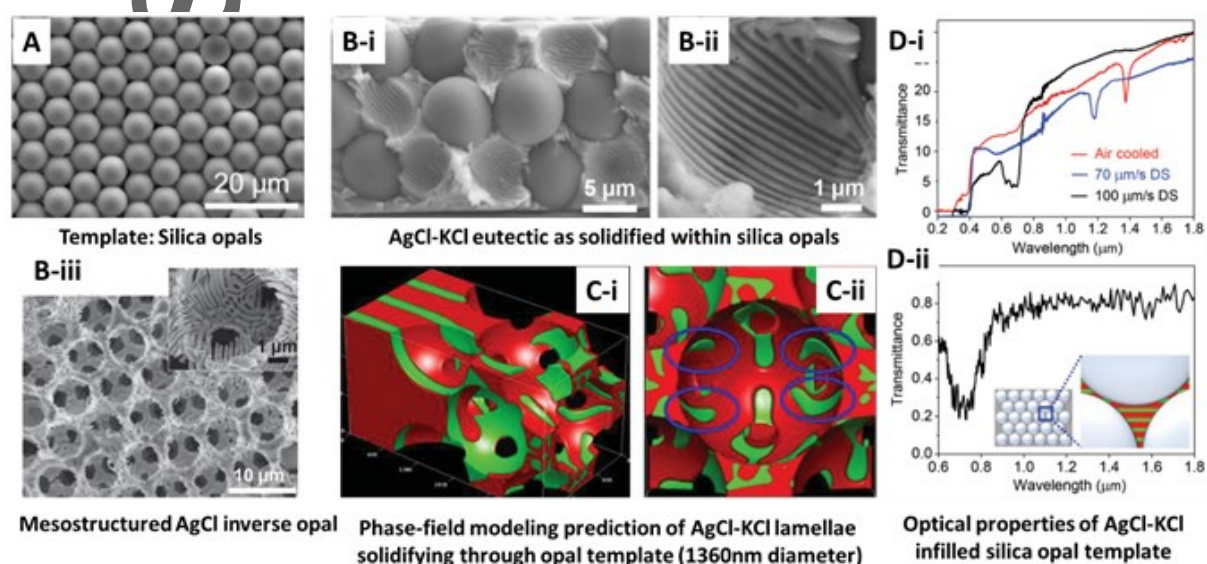 A
20 μm
Template: Silica opals
B-i
5 μm
B-ii
1 μm
AgCl-KCl eutectic as solidified within silica opals
D-i
Transmittance
20
15
10
5
0
Air cooled
70 μm/s DS
100 μm/s DS
0.2 0.4 0.6 0.8 1.0 1.2 1.4 1.6 1.8
Wavelength (μm)
B-iii
1 μm
10 μm
Mesostructured AgCl inverse opal
C-i
C-ii
Phase-field modeling prediction of AgCl-KCl lamellae
solidifying through opal template (1360nm diameter)
D-ii
Transmittance
0.8
0.6
0.4
0.2
0.0
0.6 0.8 1.0 1.2 1.4 1.6 1.8
Wavelength (μm)
Optical properties of AgCl-KCl
infilled silica opal template